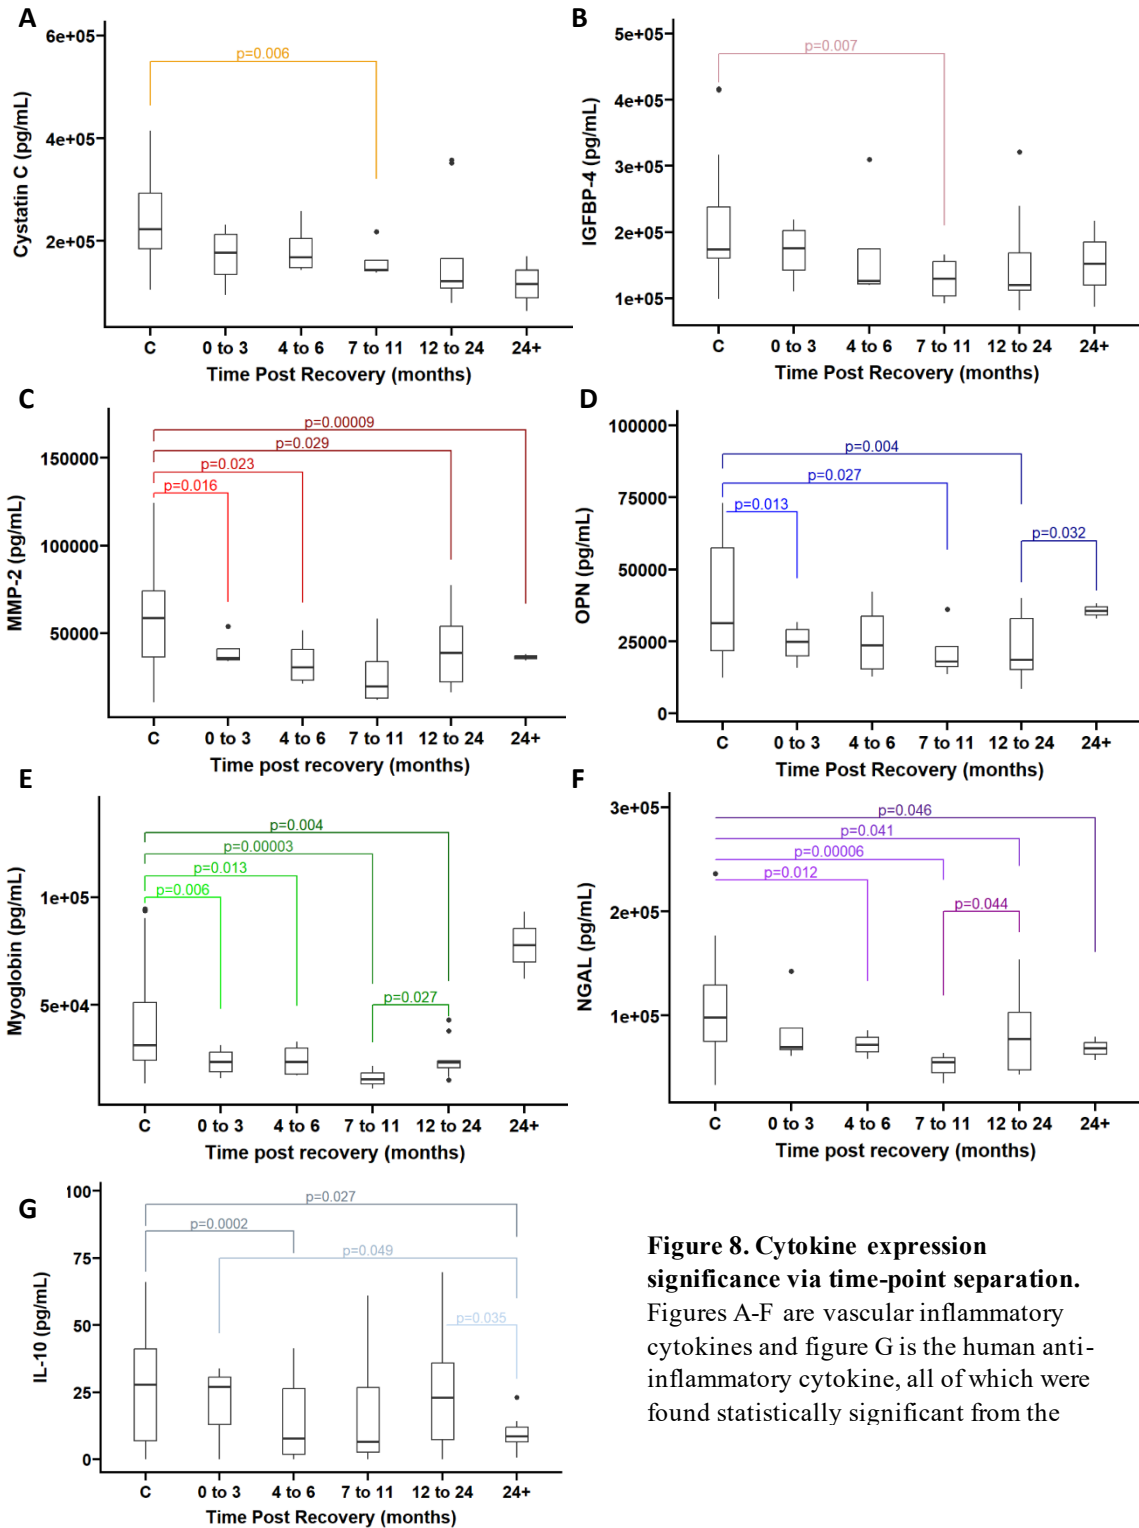 A
6e+05
4e+05
2e+05
Cystatin C (pg/mL)
p=0.006
C 0 to 3 4 to 6 7 to 11 12 to 24 24+
Time Post Recovery (months)
B
5e+05
4e+05
3e+05
2e+05
1e+05
IGFBP-4 (pg/mL)
p=0.007
C 0 to 3 4 to 6 7 to 11 12 to 24 24+
Time Post Recovery (months)
C
150000
100000
50000
MMP-2 (pg/mL)
p=0.00009
p=0.029
p=0.023
p=0.016
C 0 to 3 4 to 6 7 to 11 12 to 24 24+
Time post recovery (months)
D
100000
75000
50000
25000
0
OPN (pg/mL)
p=0.004
p=0.027
p=0.013
p=0.032
C 0 to 3 4 to 6 7 to 11 12 to 24 24+
Time Post Recovery (months)
E
1e+05
5e+04
Myoglobin (pg/mL)
p=0.004
p=0.00003
p=0.013
p=0.006
p=0.027
C 0 to 3 4 to 6 7 to 11 12 to 24 24+
Time post recovery (months)
F
3e+05
2e+05
1e+05
NGAL (pg/mL)
p=0.046
p=0.041
p=0.00006
p=0.012
p=0.044
C 0 to 3 4 to 6 7 to 11 12 to 24 24+
Time post recovery (months)
G
100
75
50
25
0
IL-10 (pg/mL)
p=0.027
p=0.0002
p=0.049
p=0.035
C 0 to 3 4 to 6 7 to 11 12 to 24 24+
Time Post Recovery (months)
Figure 8. Cytokine expression
significance via time-point separation.
Figures A-F are vascular inflammatory
cytokines and figure G is the human anti-
inflammatory cytokine, all of which were
found statistically significant from the